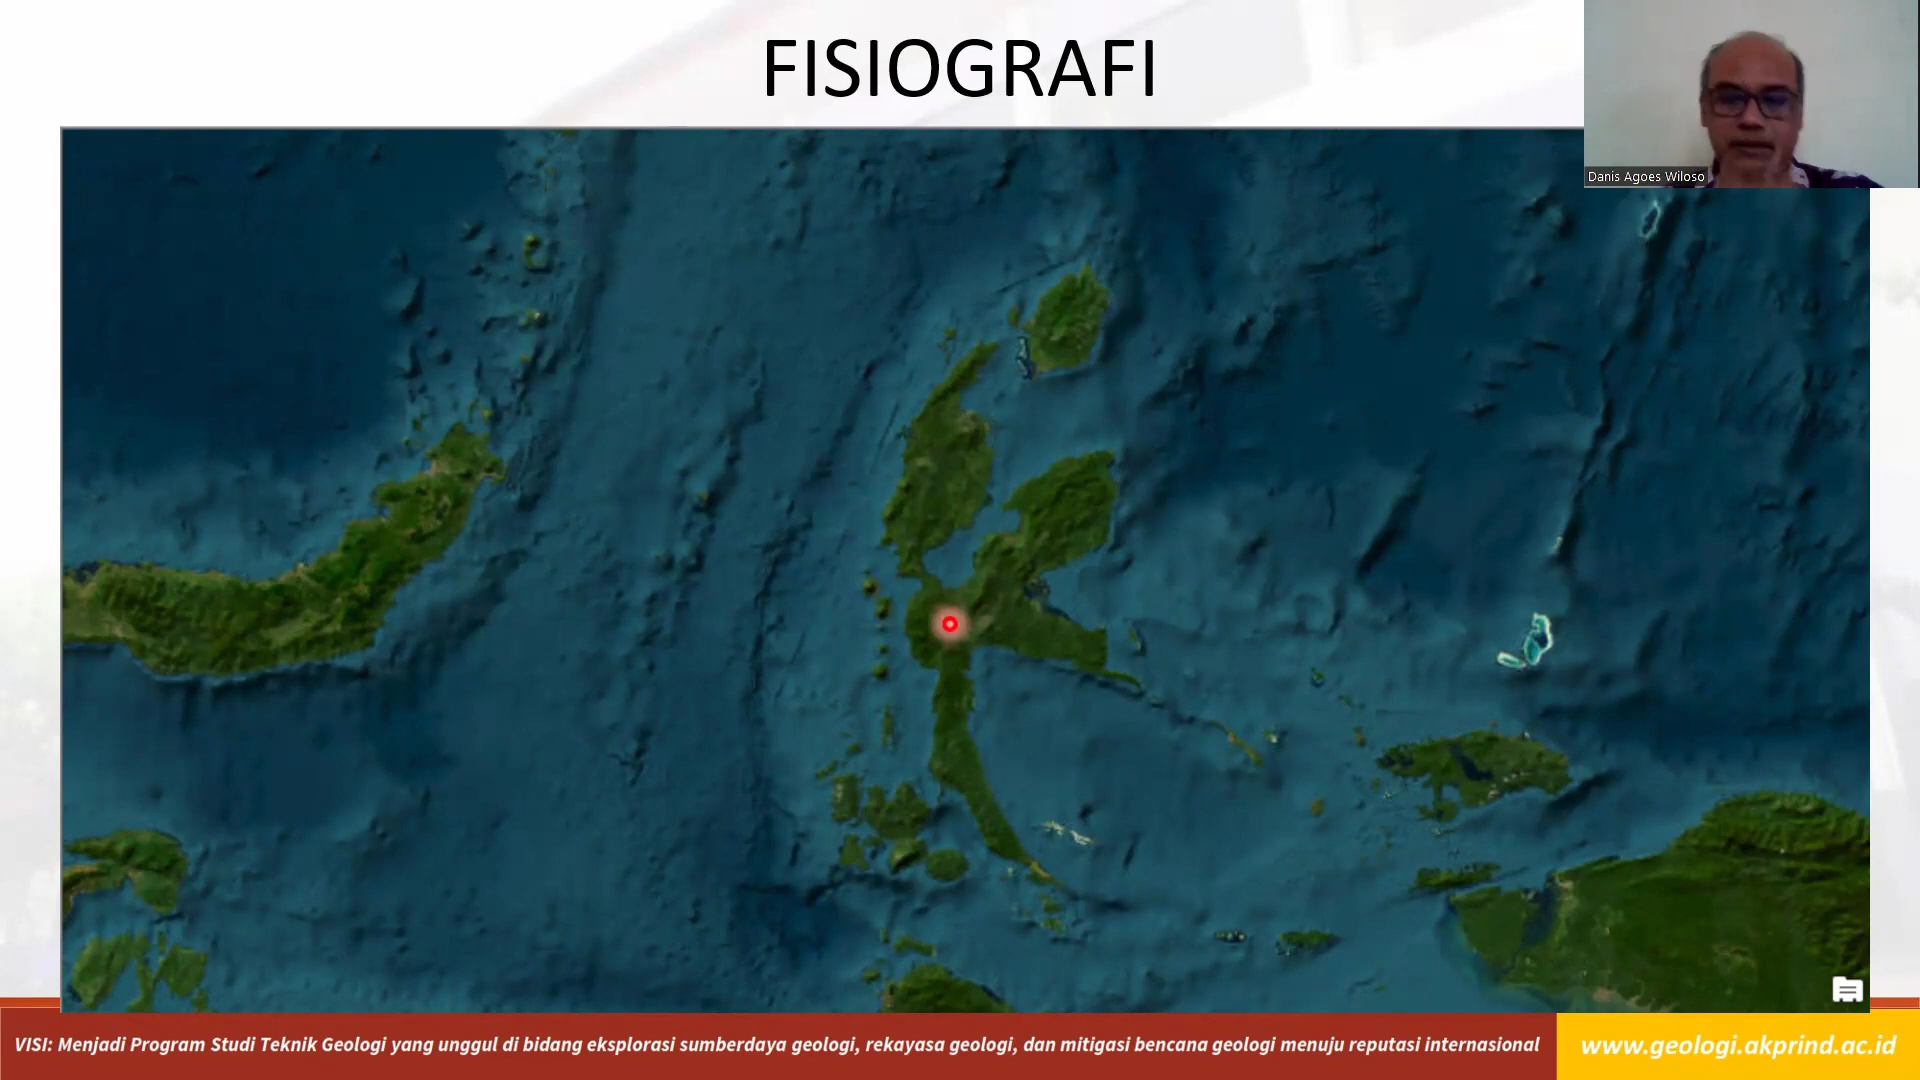 FISIOGRAFI
Danis Agoes Wiloso
VISI: Menjadi Program Studi Teknik Geologi yang unggul di bidang eksplorasi sumberdaya geologi, rekayasa geologi, dan mitigasi bencana geologi menuju reputasi internasional
www.geologi.akprind.ac.id